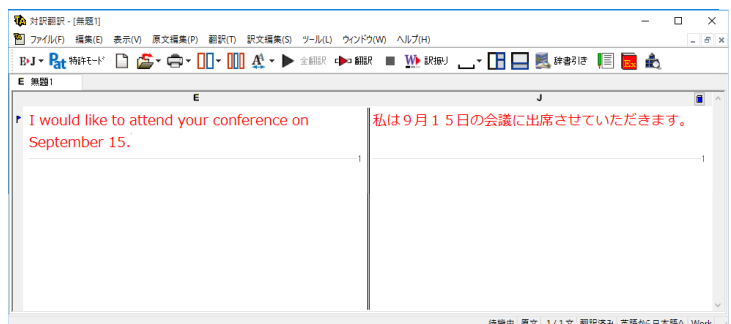 対訳翻訳 - [無題1]
ファイル(F) 編集(E) 表示(V) 原文編集(P) 翻訳(T) 訳文編集(S) ツール(L) ウィンドウ(W) ヘルプ(H)
E▶J Pat 特許モード 全翻訳 翻訳 W 訳振り 辞書引き Ex
E 無題1
E J
I would like to attend your conference on
September 15.
1
私は９月１５日の会議に出席させていただきます。
1
待機中 原文 1/1文 翻訳済み 英語から日本語へ Work